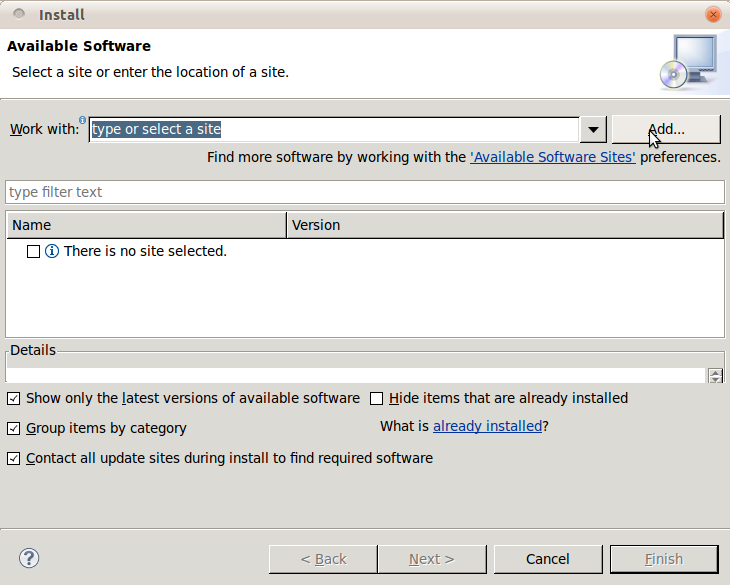 Install
Available Software
Select a site or enter the location of a site.
Work with: type or select a site Add...
Find more software by working with the 'Available Software Sites' preferences.
type filter text
Name Version
There is no site selected.
Details
Show only the latest versions of available software Hide items that are already installed
Group items by category What is already installed?
Contact all update sites during install to find required software
? < Back Next > Cancel Finish